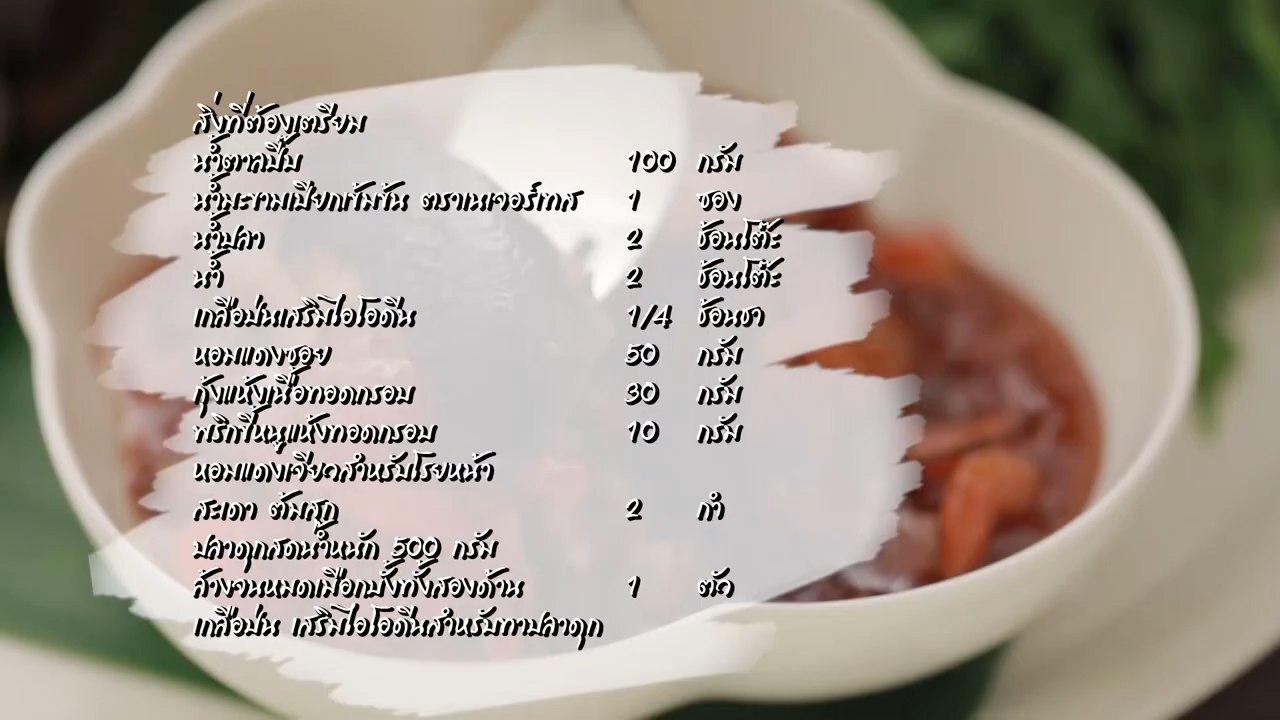 สิ่งที่ต้องเตรียม
น้ำตาลปี๊บ 100 กรัม
น้ำมะขามเปียกเข้มข้น ตราเนเจอร์เทส 1 ซอง
น้ำปลา 2 ช้อนโต๊ะ
น้ำ 2 ช้อนโต๊ะ
เกลือป่นเสริมไอโอดีน 1/4 ช้อนชา
หอมแดงซอย 50 กรัม
กุ้งแห้งเนื้อทอดกรอบ 30 กรัม
พริกขี้หนูแห้งทอดกรอบ 10 กรัม
หอมแดงเจียวสำหรับโรยหน้า
สะเดา ต้มสุก 2 กำ
ปลาดุกสดน้ำหนัก 500 กรัม
ล้างจนหมดเมือกบั้งทั้งสองด้าน 1 ตัว
เกลือป่น เสริมไอโอดีนสำหรับทาปลาดุก